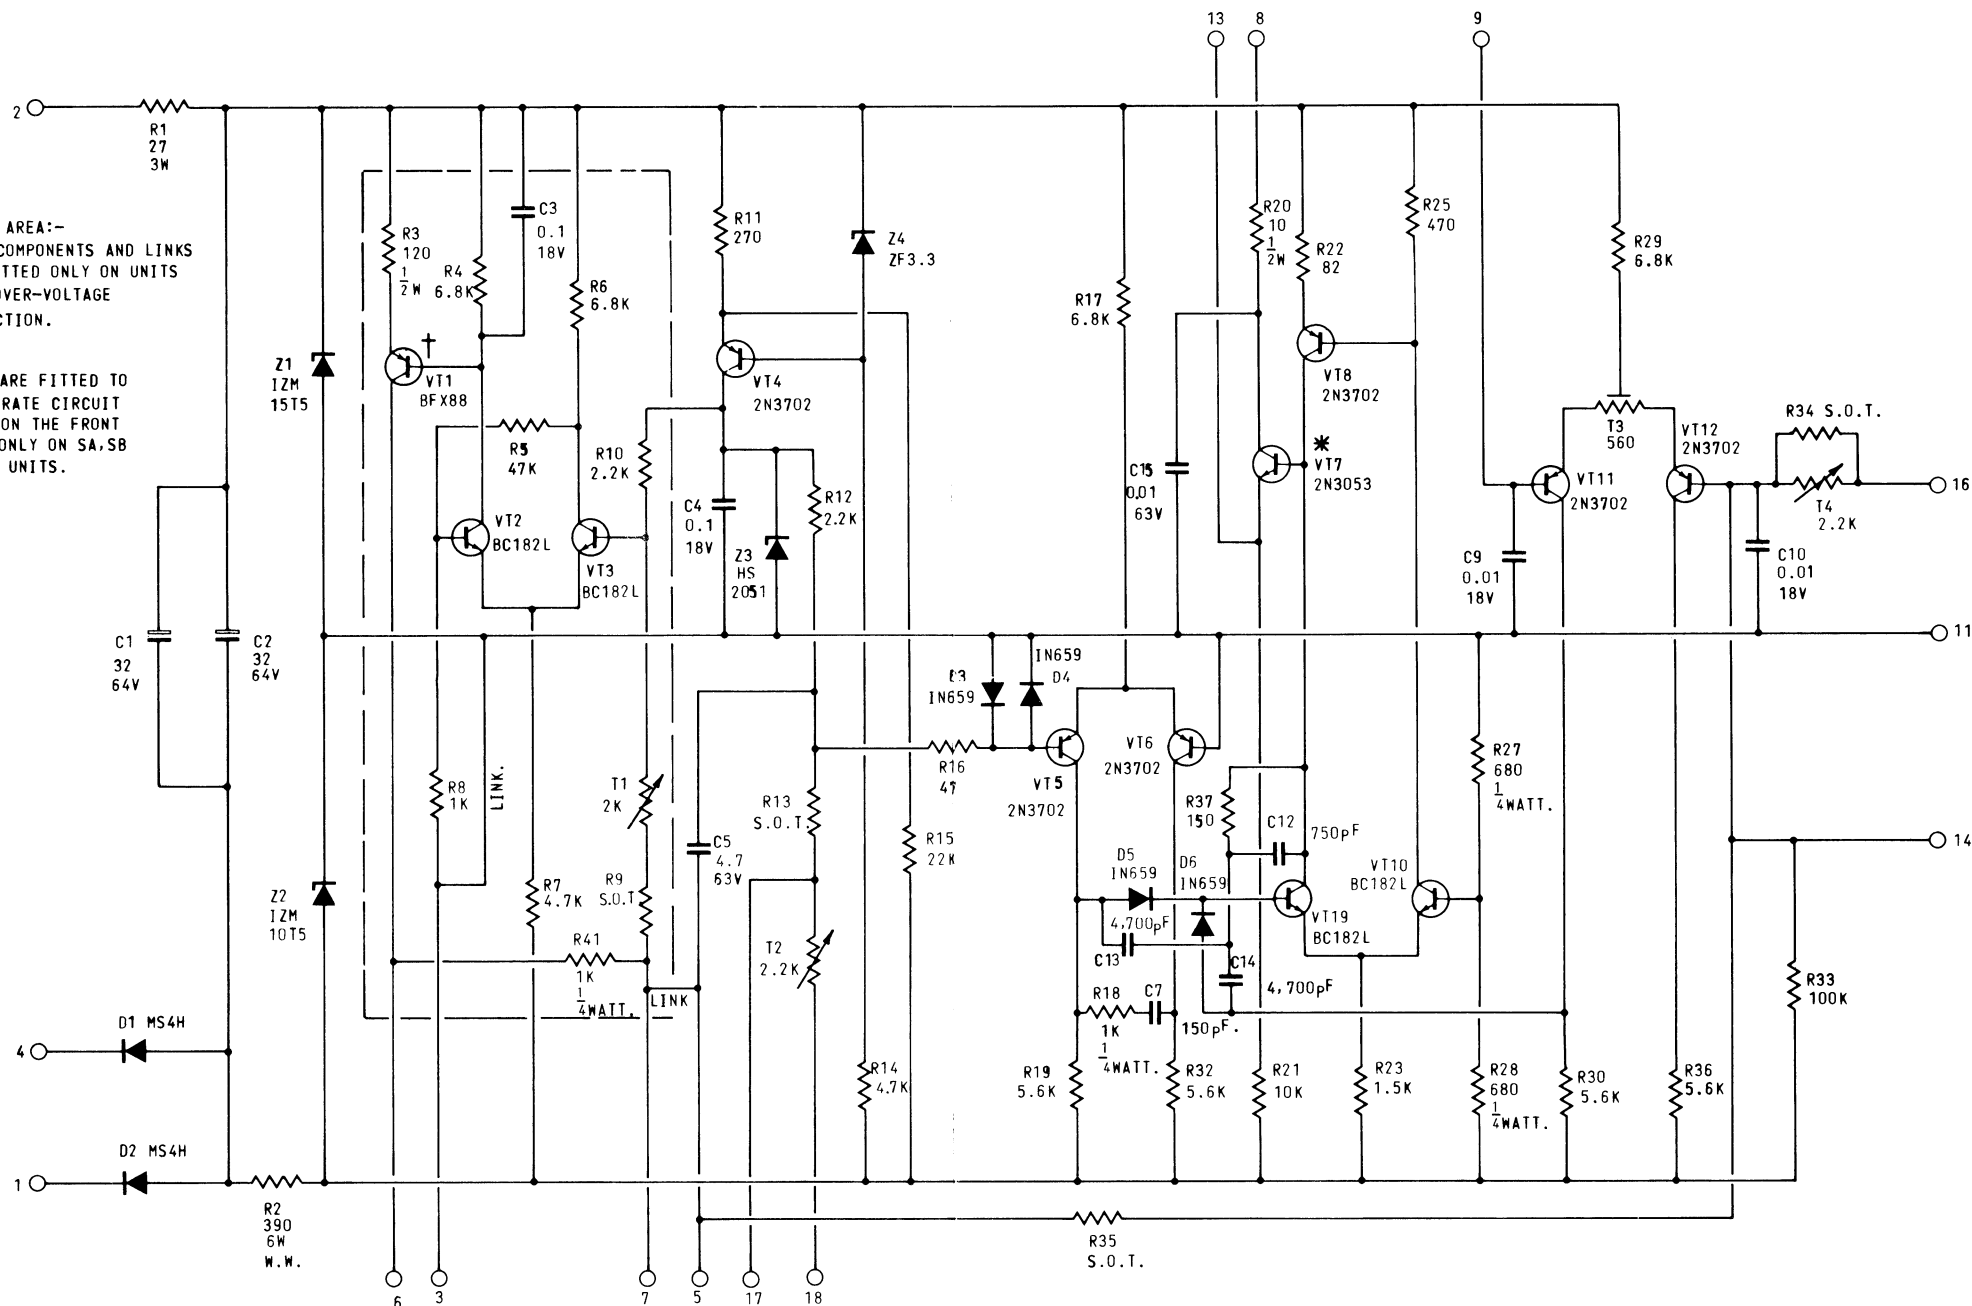 13 8 9
2
R1
27
3W
AREA:-
COMPONENTS AND LINKS
TTED ONLY ON UNITS
OVER-VOLTAGE
CTION.
ARE FITTED TO
RATE CIRCUIT
ON THE FRONT
ONLY ON SA,SB
UNITS.
R3
120
1/2W
R4
6.8K
C3
0.1
18V
R6
6.8K
R11
270
Z4
ZF3.3
R17
6.8K
R20
10
1/2W
R22
82
R25
470
R29
6.8K
Z1
IZM
15T5
†
VT1
BFX88
R5
47K
R10
2.2K
VT4
2N3702
VT8
2N3702
*
VT7
2N3053
T3
560
R34 S.O.T.
VT12
2N3702
VT11
2N3702
T4
2.2K
16
VT2
BC182L
VT3
BC182L
C4
0.1
18V
Z3
HS
2051
R12
2.2K
C15
0.01
63V
C9
0.01
18V
C10
0.01
18V
C1
32
64V
C2
32
64V
11
D3
IN659
IN659
D4
R8
1K
LINK.
T1
2K
R13
S.O.T.
R16
47
VT5
2N3702
VT6
2N3702
R37
150
C12
750pF
R27
680
1/4WATT.
C5
4.7
63V
R15
22K
14
Z2
IZM
10T5
R7
4.7K
R9
S.O.T.
D5
IN659
D6
IN659
VT10
BC182L
VT19
BC182L
4,700pF
C13
C14
4,700pF
R41
1K
1/4WATT.
LINK
T2
2.2K
R18
1K
1/4WATT.
C7
150pF.
R33
100K
D1 MS4H
4
R14
4.7K
R19
5.6K
R32
5.6K
R21
10K
R23
1.5K
R28
680
1/4WATT.
R30
5.6K
R36
5.6K
D2 MS4H
1
R2
390
6W
W.W.
R35
S.O.T.
6 3 7 5 17 18